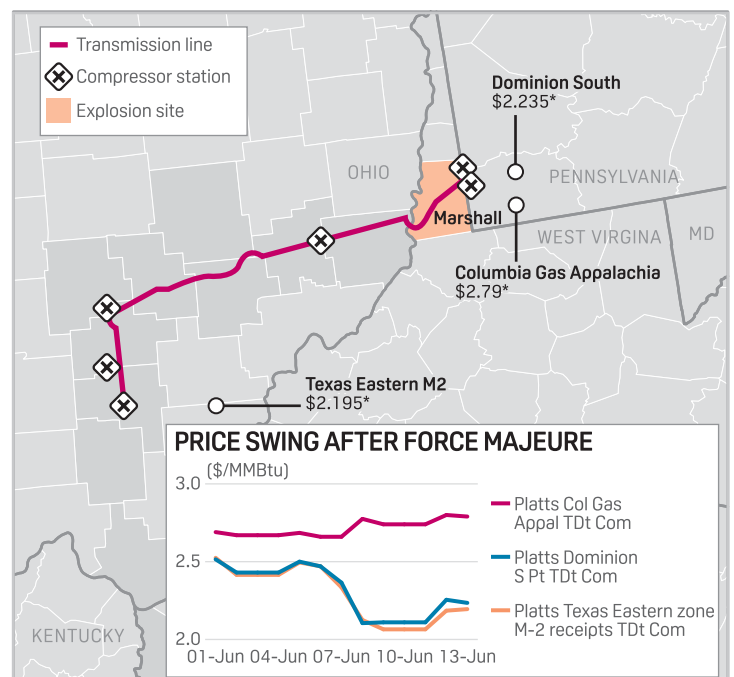 Transmission line
Compressor station
Explosion site
Dominion South
$2.235*
OHIO
PENNSYLVANIA
Marshall
WEST VIRGINIA
MD
Columbia Gas Appalachia
$2.79*
Texas Eastern M2
$2.195*
KENTUCKY
PRICE SWING AFTER FORCE MAJEURE
($/MMBtu)
3.0
2.5
2.0
01-Jun 04-Jun 07-Jun 10-Jun 13-Jun
Platts Col Gas
Appal TDt Com
Platts Dominion
S Pt TDt Com
Platts Texas Eastern zone
M-2 receipts TDt Com